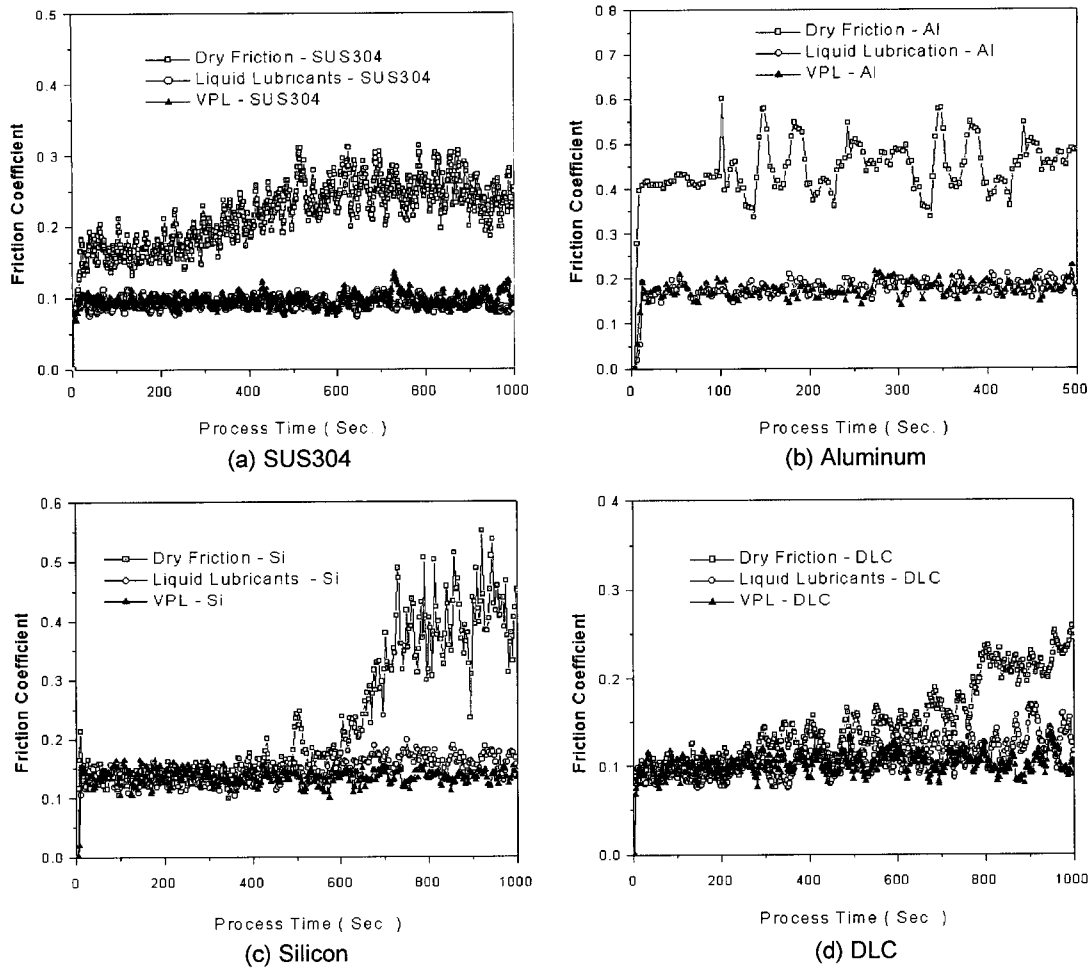 Friction Coefficient
0.5
0.4
0.3
0.2
0.1
0.0
Dry Friction - SUS304
Liquid Lubricants - SUS304
VPL - SUS304
0
200
400
600
800
1000
Process Time ( Sec. )
(a) SUS304
Friction Coefficient
0.8
0.7
0.6
0.5
0.4
0.3
0.2
0.1
0.0
Dry Friction - Al
Liquid Lubrication - Al
VPL - Al
0
100
200
300
400
500
Process Time ( Sec. )
(b) Aluminum
Friction Coefficient
0.6
0.5
0.4
0.3
0.2
0.1
0.0
Dry Friction - Si
Liquid Lubricants - Si
VPL - Si
0
200
400
600
800
1000
Process Time ( Sec )
(c) Silicon
Friction Coefficient
0.4
0.3
0.2
0.1
0.0
Dry Friction - DLC
Liquid Lubricants - DLC
VPL - DLC
0
200
400
600
800
1000
Process Time ( Sec )
(d) DLC